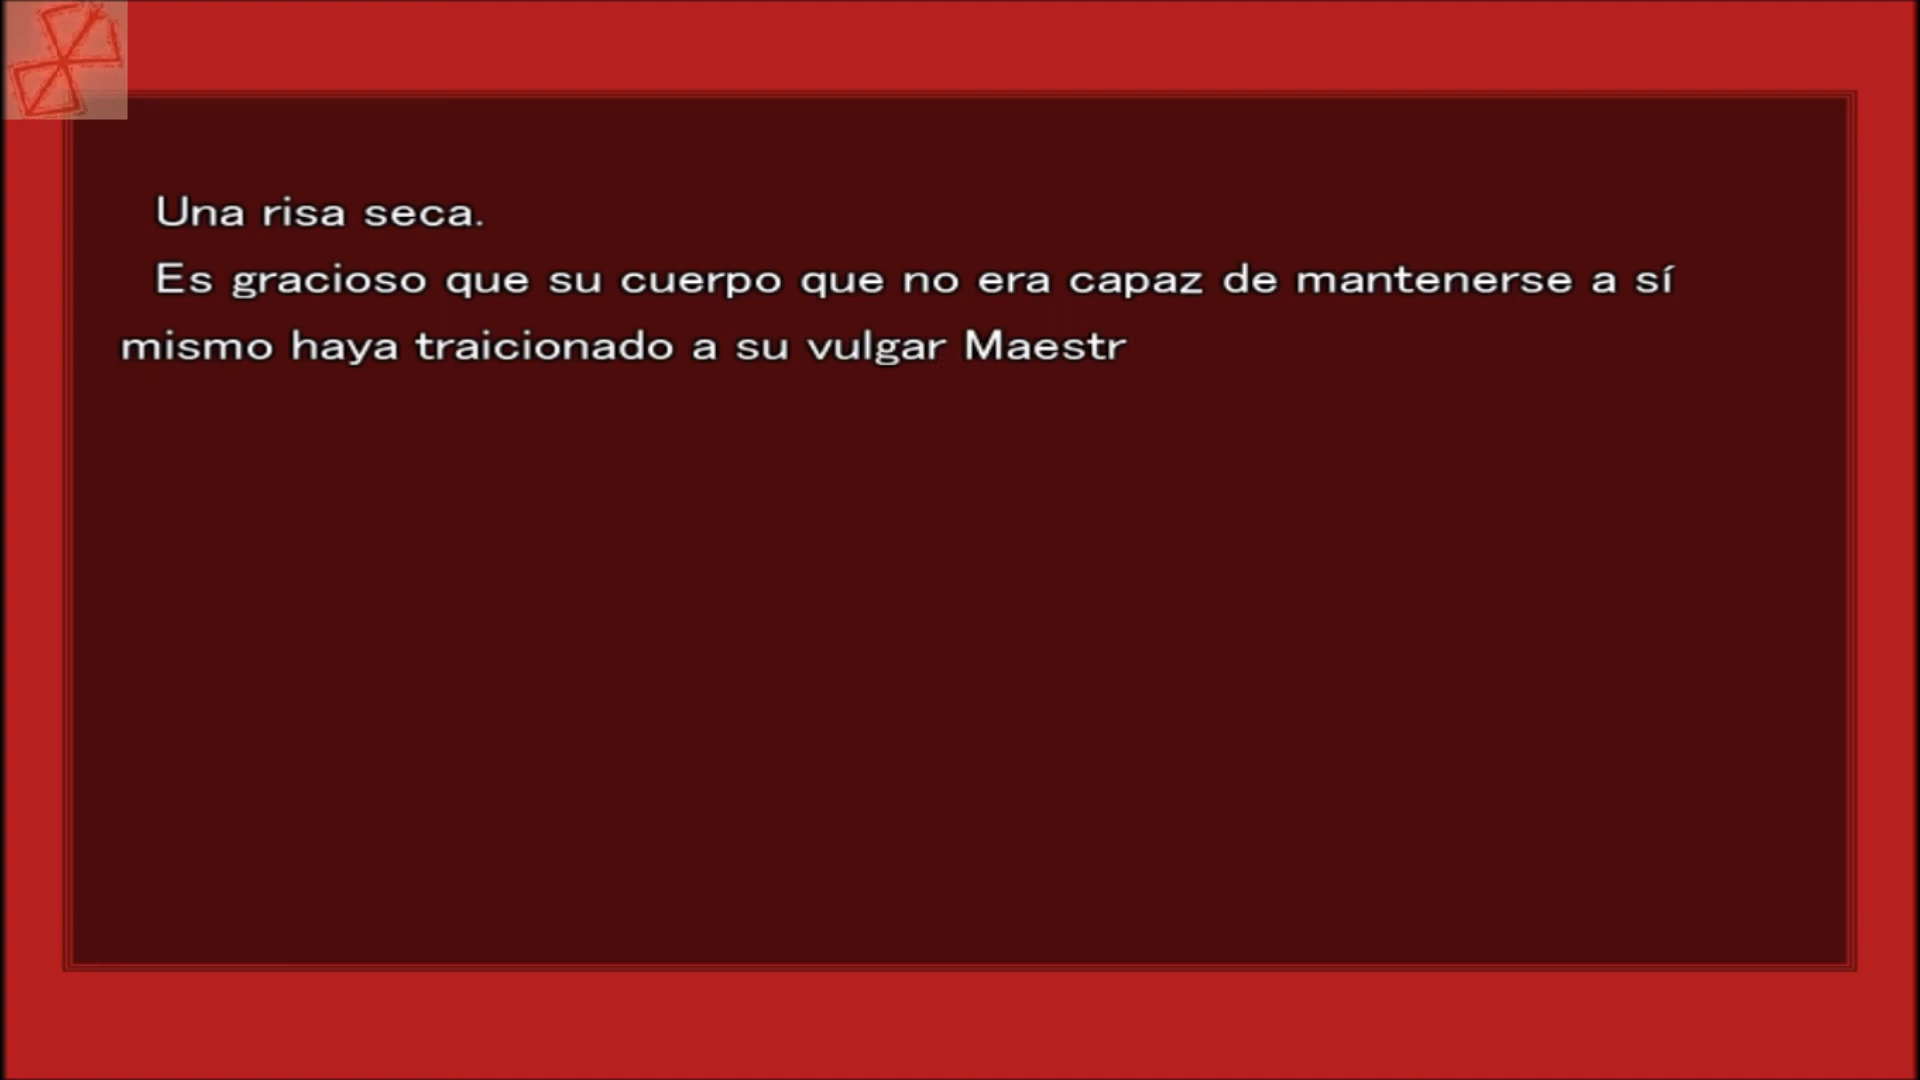 Una risa seca.
Es gracioso que su cuerpo que no era capaz de mantenerse a sí
mismo haya traicionado a su vulgar Maestr